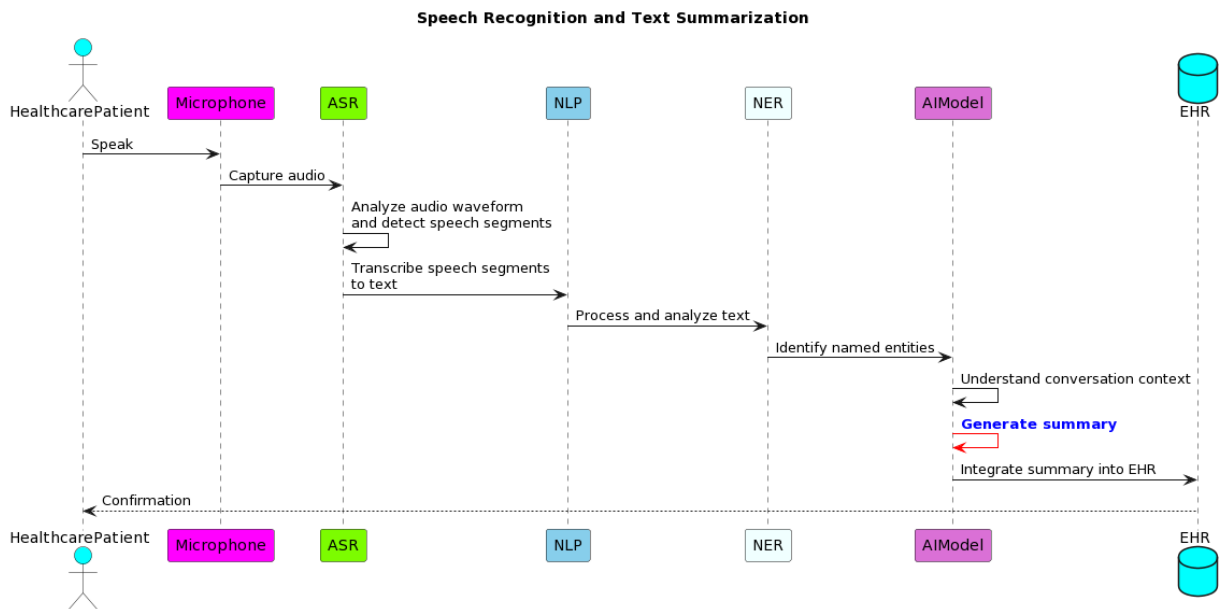 Speech Recognition and Text Summarization
HealthcarePatient
Microphone
ASR
NLP
NER
AIModel
EHR
Speak
Capture audio
Analyze audio waveform
and detect speech segments
Transcribe speech segments
to text
Process and analyze text
Identify named entities
Understand conversation context
Generate summary
Integrate summary into EHR
Confirmation
HealthcarePatient
Microphone
ASR
NLP
NER
AIModel
EHR